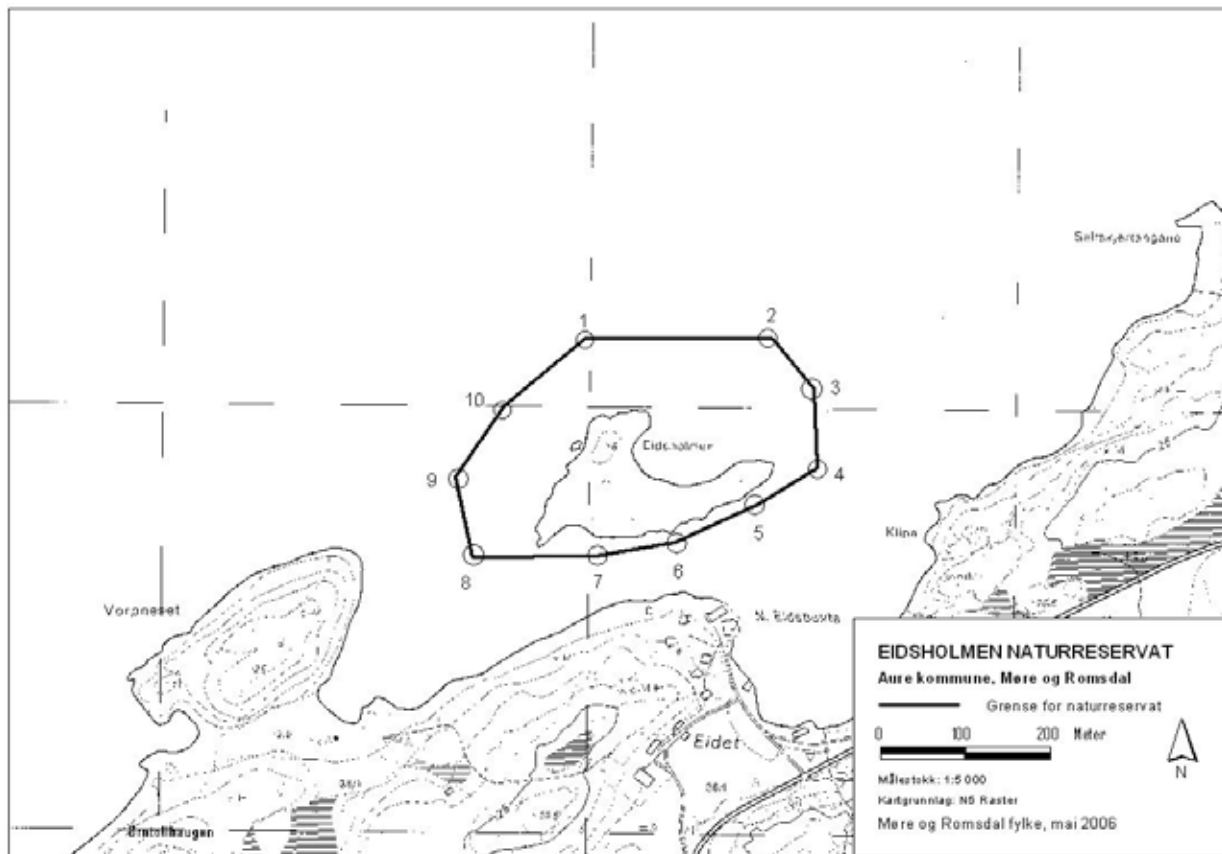 1
2
3
10
Eidsholmen
4
9
5
Klipa
6
8
7
Vorpneset
EIDSHOLMEN NATURRESERVAT
Aure kommune, Møre og Romsdal
Grense for naturreservat
0 100 200 Meter
Eidet
N
Målestokk: 1:5 000
Kartgrunnlag: N5 Raster
Møre og Romsdal fylke, mai 2006